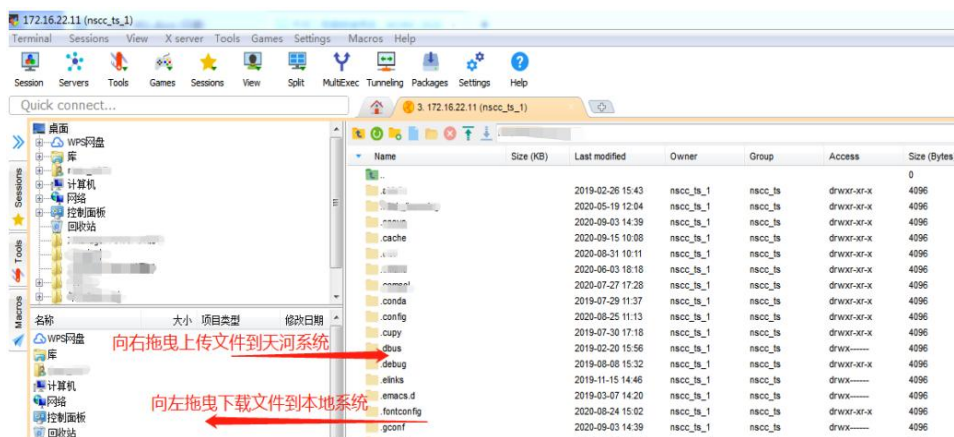 172.16.22.11 (nscc_ts_1)
Terminal Sessions View X server Tools Games Settings Macros Help
Session Servers Tools Games Sessions View Split MultiExec Tunneling Packages Settings Help
Quick connect...
3. 172.16.22.11 (nscc_ts_1)
Sessions
Tools
Macros
桌面
WPS网盘
库
计算机
网络
控制面板
回收站
名称 大小 项目类型 修改日期
WPS网盘
库
计算机
网络
控制面板
回收站
向右拖曳上传文件到天河系统
向左拖曳下载文件到本地系统
Name Size (KB) Last modified Owner Group Access Size (Bytes
.. 0
2019-02-26 15:43 nscc_ts_1 nscc_ts drwxr-xr-x 4096
2020-05-19 12:04 nscc_ts_1 nscc_ts drwxr-xr-x 4096
2020-09-03 14:39 nscc_ts_1 nscc_ts drwxr-xr-x 4096
.cache 2020-09-15 10:08 nscc_ts_1 nscc_ts drwxr-xr-x 4096
2020-08-31 10:11 nscc_ts_1 nscc_ts drwxr-xr-x 4096
2020-06-03 18:18 nscc_ts_1 nscc_ts drwxr-xr-x 4096
2020-07-27 17:28 nscc_ts_1 nscc_ts drwxr-xr-x 4096
.conda 2019-07-29 11:37 nscc_ts_1 nscc_ts drwxr-xr-x 4096
.config 2020-08-25 11:13 nscc_ts_1 nscc_ts drwxr-xr-x 4096
.cupy 2019-07-30 17:18 nscc_ts_1 nscc_ts drwxr-xr-x 4096
.dbus 2019-02-20 15:56 nscc_ts_1 nscc_ts drwx------ 4096
.debug 2019-08-08 15:32 nscc_ts_1 nscc_ts drwxr-xr-x 4096
.elinks 2019-11-15 14:46 nscc_ts_1 nscc_ts drwx------ 4096
.emacs.d 2019-03-07 14:20 nscc_ts_1 nscc_ts drwx------ 4096
.fontconfig 2020-08-24 15:02 nscc_ts_1 nscc_ts drwxr-xr-x 4096
.gconf 2020-09-03 14:39 nscc_ts_1 nscc_ts drwx------ 4096